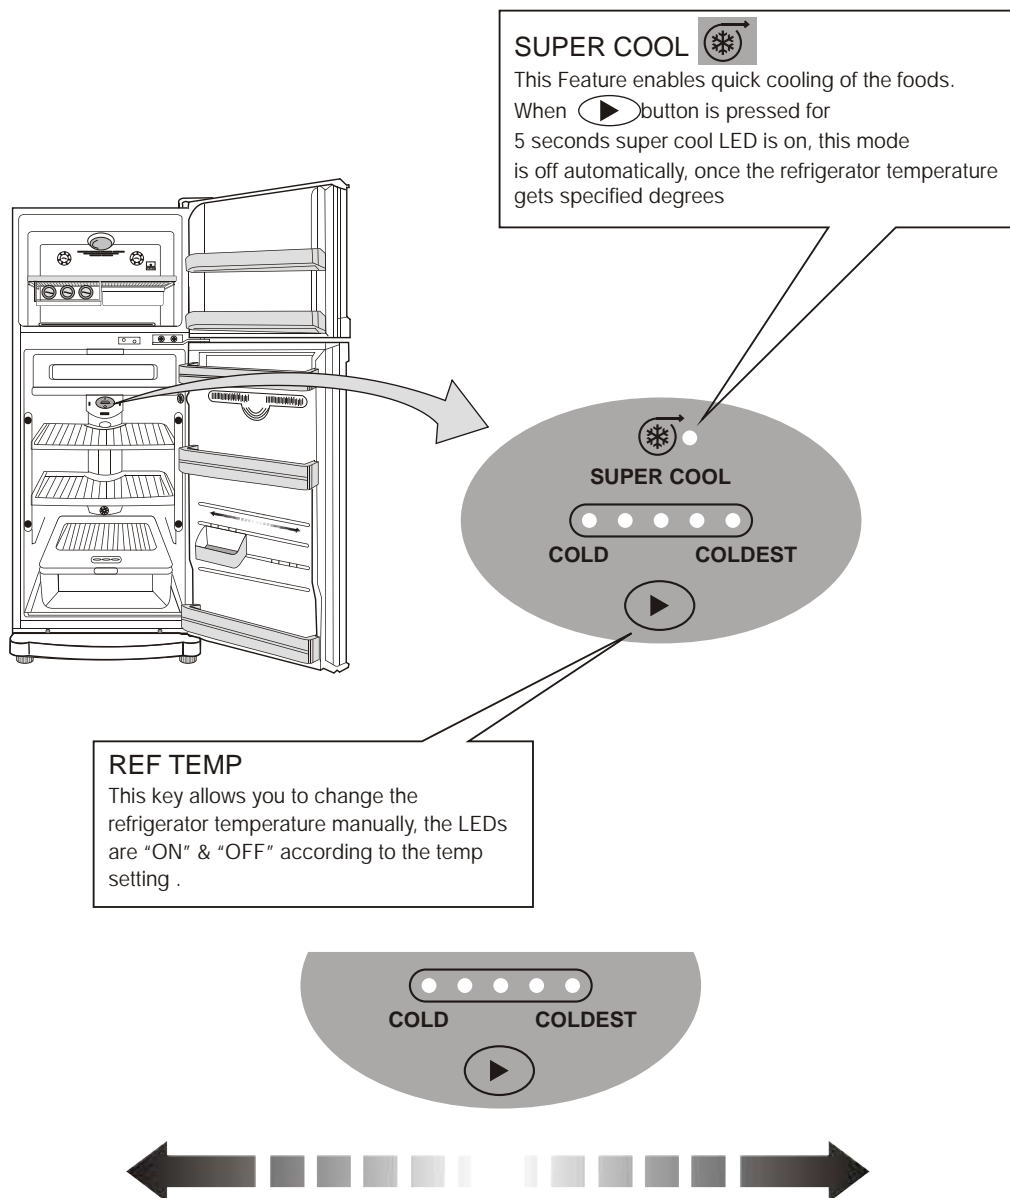 SUPER COOL
This Feature enables quick cooling of the foods.
When button is pressed for
5 seconds super cool LED is on, this mode
is off automatically, once the refrigerator temperature
gets specified degrees
SUPER COOL
COLD COLDEST
REF TEMP
This key allows you to change the
refrigerator temperature manually, the LEDs
are “ON” & “OFF” according to the temp
setting .
COLD COLDEST